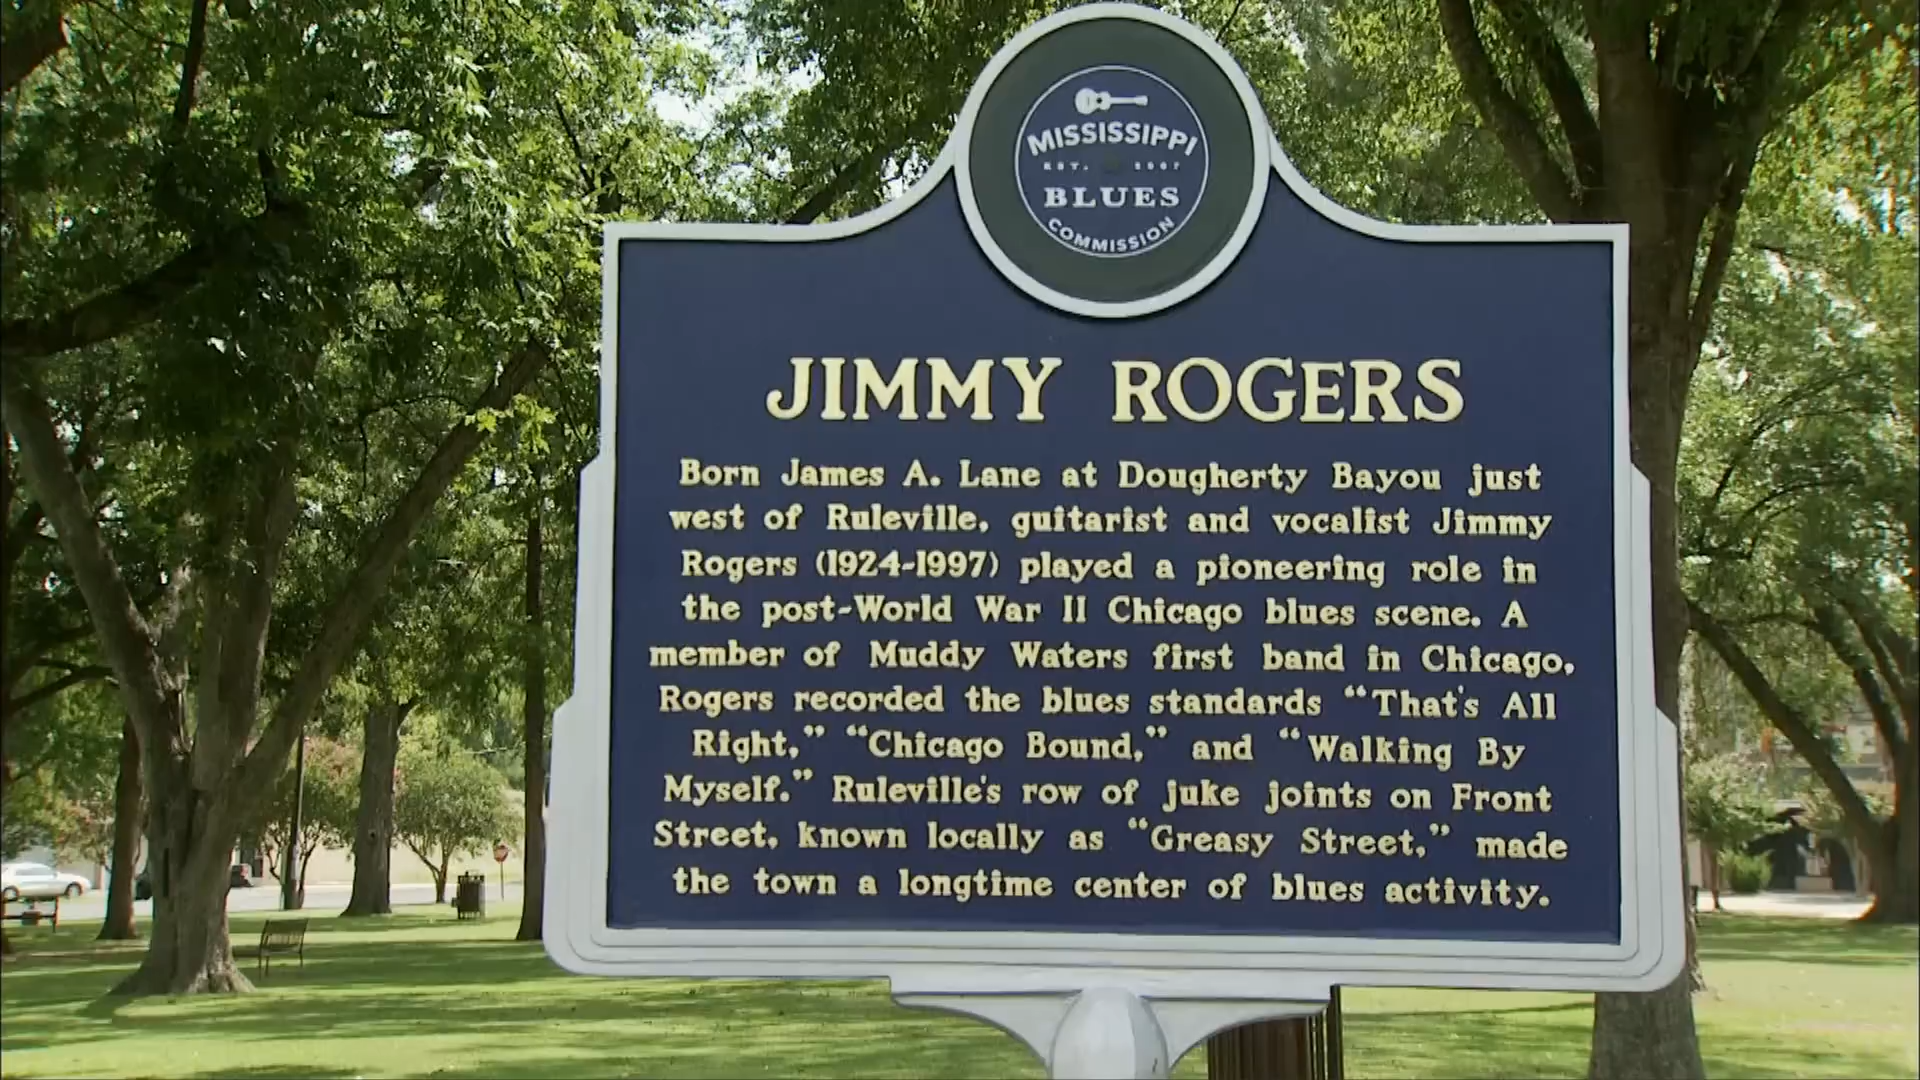 MISSISSIPPI
EST. 2007
BLUES
COMMISSION
JIMMY ROGERS
Born James A. Lane at Dougherty Bayou just
west of Ruleville, guitarist and vocalist Jimmy
Rogers (1924-1997) played a pioneering role in
the post-World War II Chicago blues scene. A
member of Muddy Waters first band in Chicago,
Rogers recorded the blues standards “That's All
Right,” “Chicago Bound,” and “Walking By
Myself.” Ruleville's row of juke joints on Front
Street, known locally as “Greasy Street,” made
the town a longtime center of blues activity.